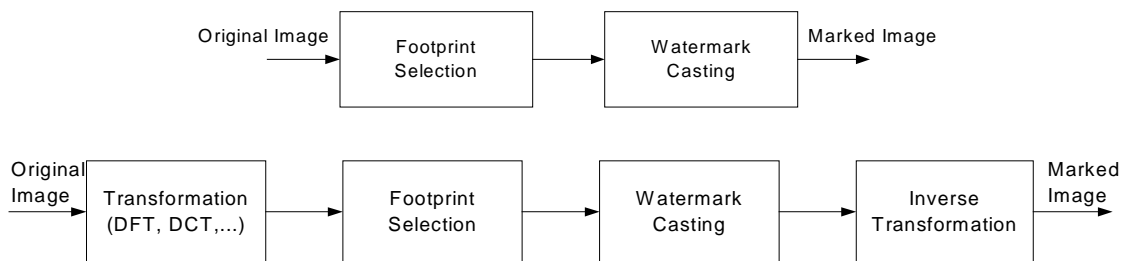 Original Image
Footprint
Selection
Watermark
Casting
Marked Image
Original
Image
Transformation
(DFT, DCT,...)
Footprint
Selection
Watermark
Casting
Inverse
Transformation
Marked
Image